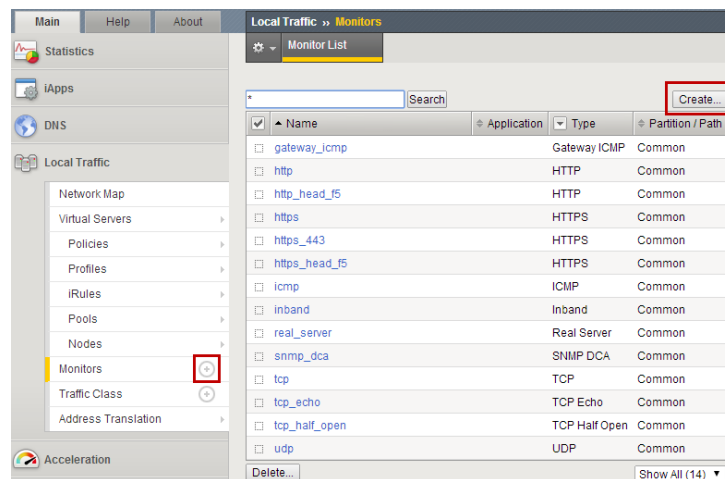 Main Help About
Statistics
iApps
DNS
Local Traffic
Network Map
Virtual Servers
Policies
Profiles
iRules
Pools
Nodes
Monitors
Traffic Class
Address Translation
Acceleration
Local Traffic » Monitors
Monitor List
* Search Create...
Name Application Type Partition / Path
gateway_icmp Gateway ICMP Common
http HTTP Common
http_head_f5 HTTP Common
https HTTPS Common
https_443 HTTPS Common
https_head_f5 HTTPS Common
icmp ICMP Common
inband Inband Common
real_server Real Server Common
snmp_dca SNMP DCA Common
tcp TCP Common
tcp_echo TCP Echo Common
tcp_half_open TCP Half Open Common
udp UDP Common
Delete... Show All (14)